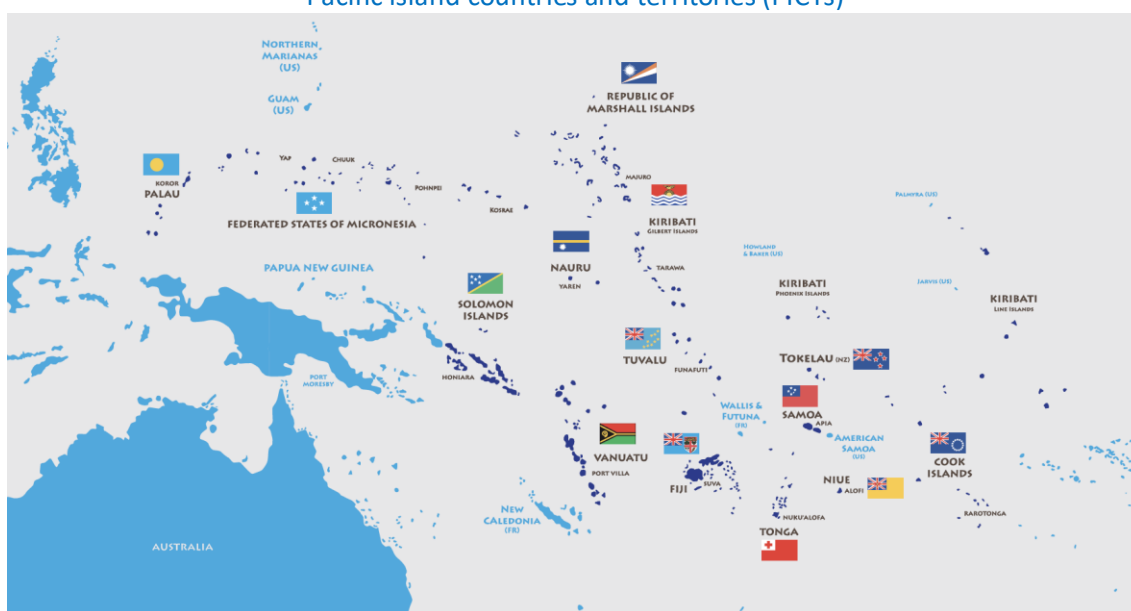 Pacific island countries and territories (PICTs)
NORTHERN
MARIANAS
(US)
GUAM
(US)
REPUBLIC OF
MARSHALL ISLANDS
YAP
CHUUK
KOROR
PALAU
POHNPEI
MAJURO
KOSRAE
FEDERATED STATES OF MICRONESIA
KIRIBATI
GILBERT ISLANDS
PALMYRA (US)
HOWLAND
& BAKER (US)
NAURU
YAREN
TARAWA
PAPUA NEW GUINEA
KIRIBATI
PHOENIX ISLANDS
JARVIS (US)
KIRIBATI
LINE ISLANDS
SOLOMON
ISLANDS
TUVALU
FUNAFUTI
TOKELAU (NZ)
HONIARA
PORT
MORESBY
WALLIS &
FUTUNA
(FR)
SAMOA
APIA
AMERICAN
SAMOA
(US)
VANUATU
PORT VILA
FIJI
SUVA
NIUE
ALOFI
COOK
ISLANDS
NEW
CALEDONIA
(FR)
NUKU'ALOFA
RAROTONGA
TONGA
AUSTRALIA